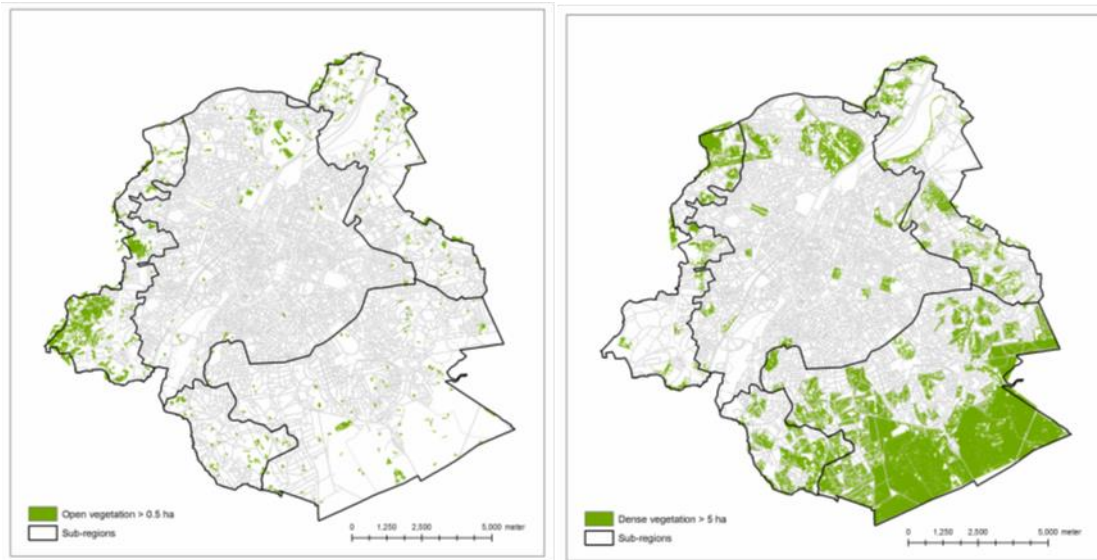 Open vegetation > 0.5 ha
Sub-regions
0 1,250 2,500 5,000 meter
Dense vegetation > 5 ha
Sub-regions
0 1,250 2,500 5,000 meter